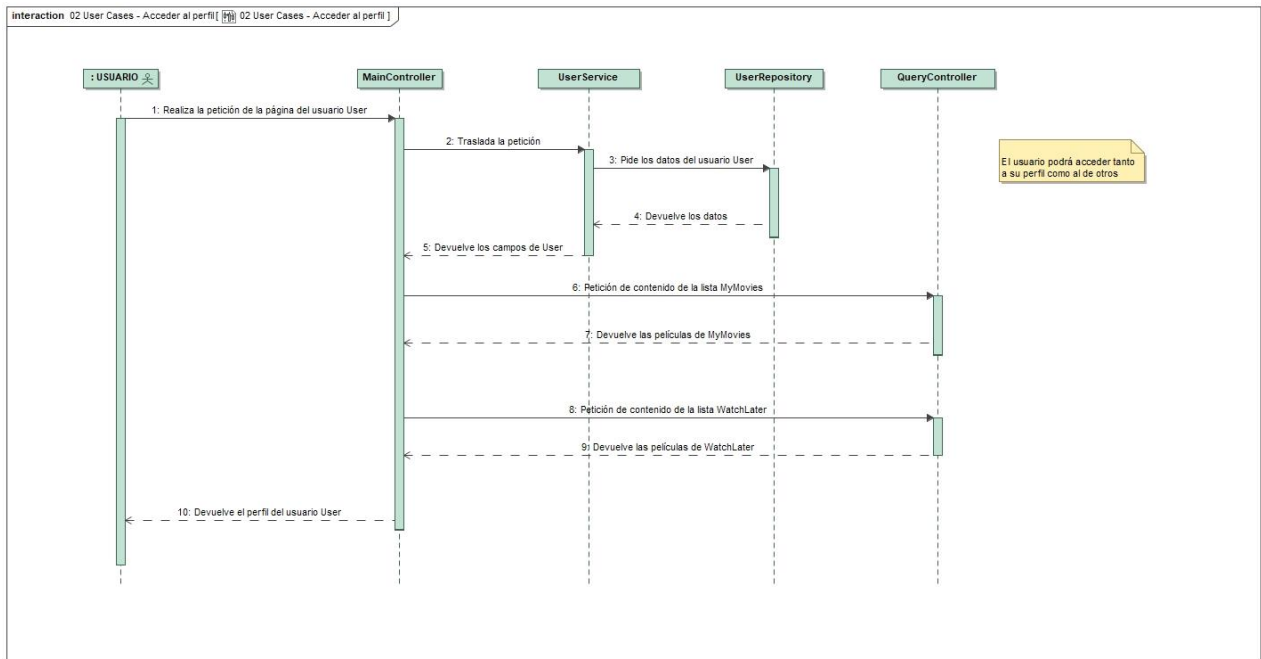 interaction 02 User Cases - Acceder al perfil[ 02 User Cases - Acceder al perfil ]
: USUARIO
MainController
UserService
UserRepository
QueryController
1: Realiza la petición de la página del usuario User
2: Traslada la petición
3: Pide los datos del usuario User
El usuario podrá acceder tanto
a su perfil como al de otros
4: Devuelve los datos
5: Devuelve los campos de User
6: Petición de contenido de la lista MyMovies
7: Devuelve las películas de MyMovies
8: Petición de contenido de la lista WatchLater
9: Devuelve las películas de WatchLater
10: Devuelve el perfil del usuario User